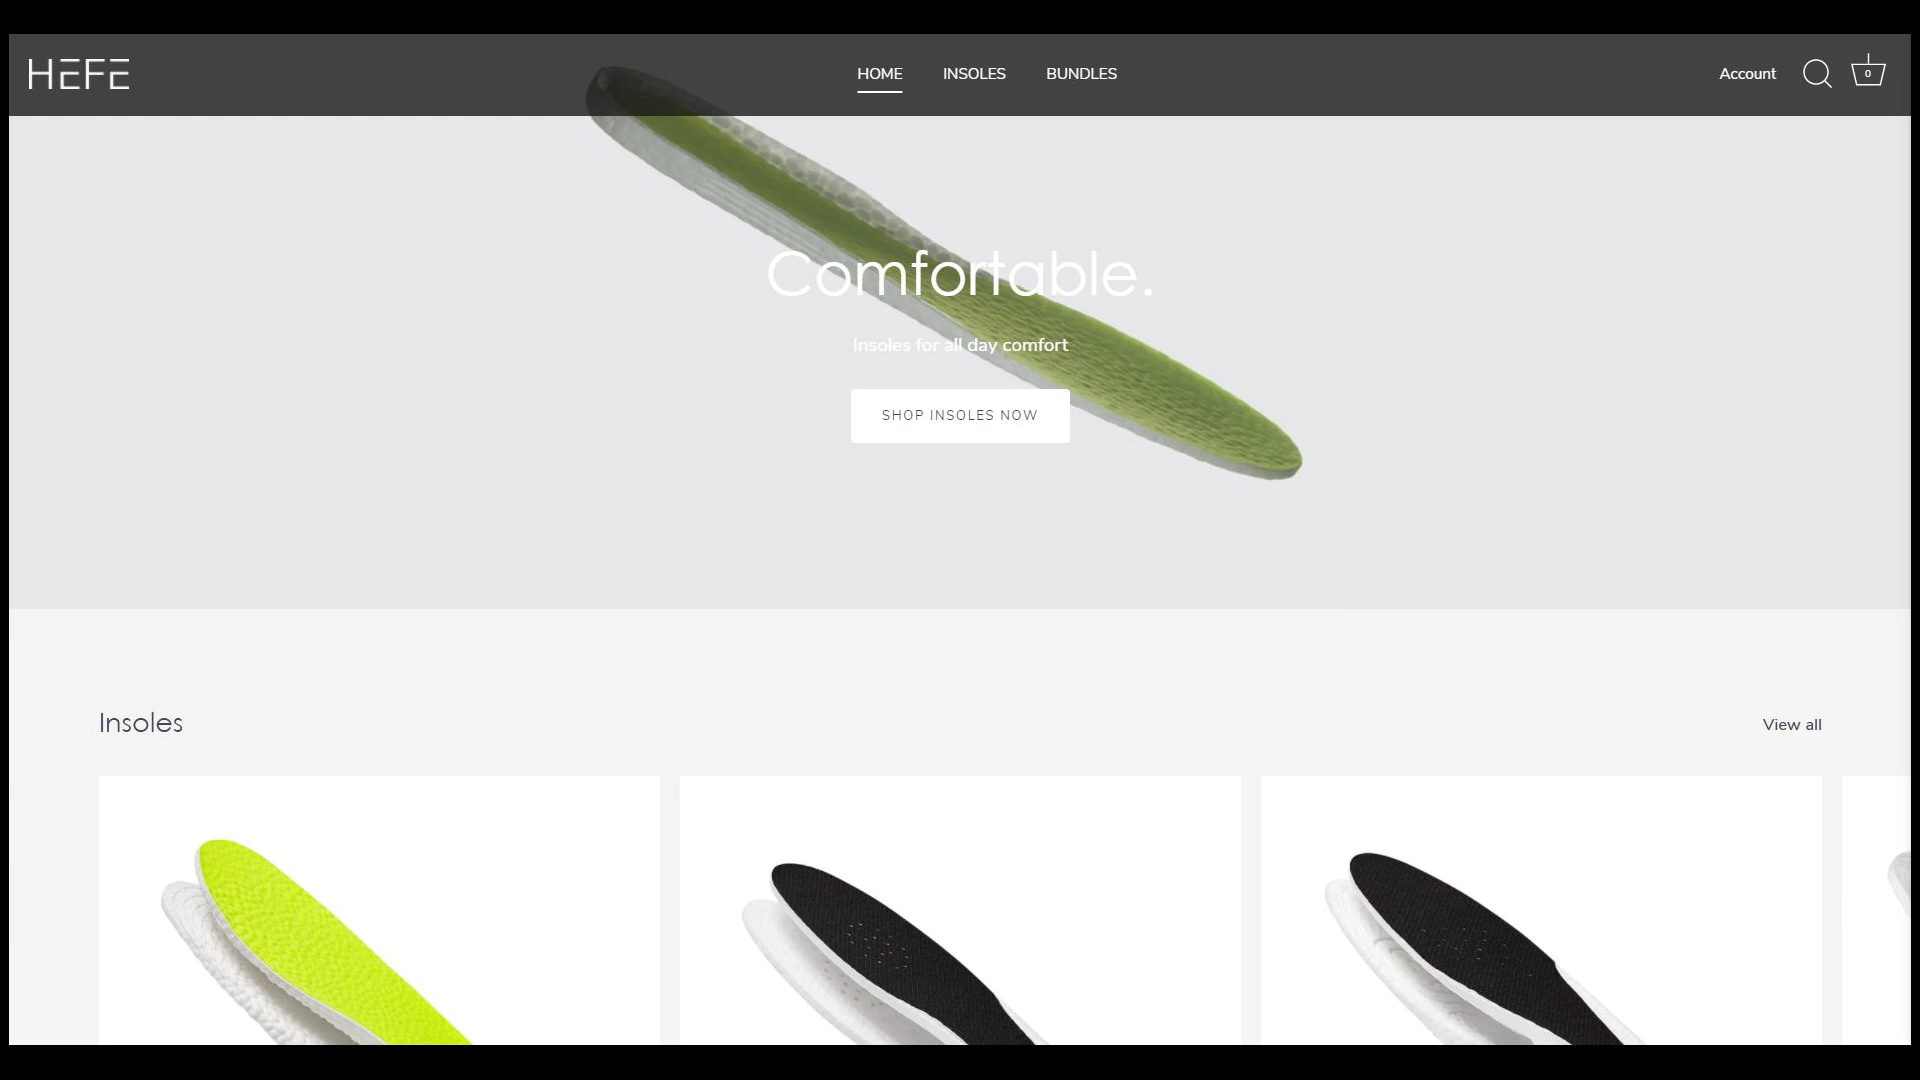 HEFE
HOME INSOLES BUNDLES
Account
0
Comfortable.
Insoles for all day comfort
SHOP INSOLES NOW
Insoles
View all